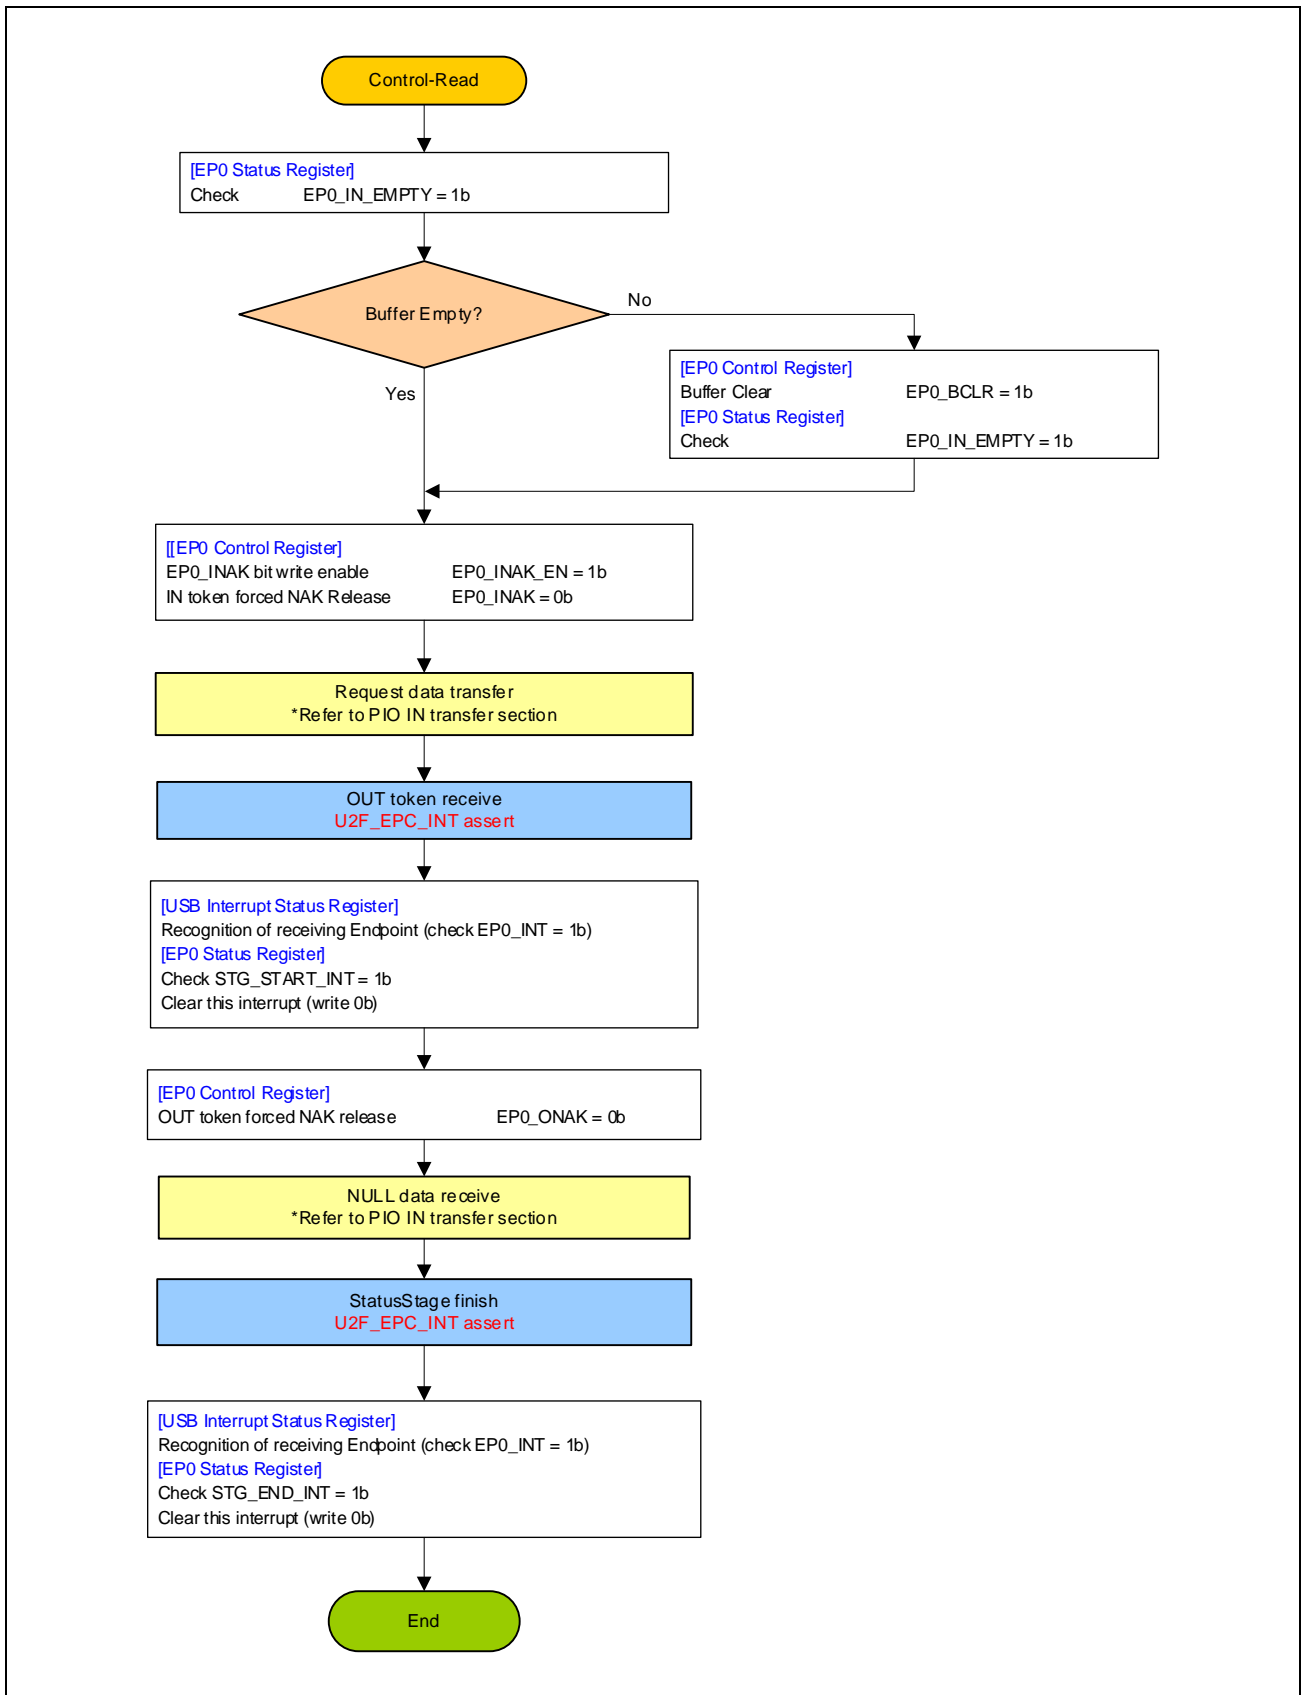 Control-Read
[EP0 Status Register]
Check EP0_IN_EMPTY = 1b
Buffer Empty?
No
Yes
[EP0 Control Register]
Buffer Clear EP0_BCLR = 1b
[EP0 Status Register]
Check EP0_IN_EMPTY = 1b
[[EP0 Control Register]
EP0_INAK bit write enable EP0_INAK_EN = 1b
IN token forced NAK Release EP0_INAK = 0b
Request data transfer
*Refer to PIO IN transfer section
OUT token receive
U2F_EPC_INT assert
[USB Interrupt Status Register]
Recognition of receiving Endpoint (check EP0_INT = 1b)
[EP0 Status Register]
Check STG_START_INT = 1b
Clear this interrupt (write 0b)
[EP0 Control Register]
OUT token forced NAK release EP0_ONAK = 0b
NULL data receive
*Refer to PIO IN transfer section
StatusStage finish
U2F_EPC_INT assert
[USB Interrupt Status Register]
Recognition of receiving Endpoint (check EP0_INT = 1b)
[EP0 Status Register]
Check STG_END_INT = 1b
Clear this interrupt (write 0b)
End